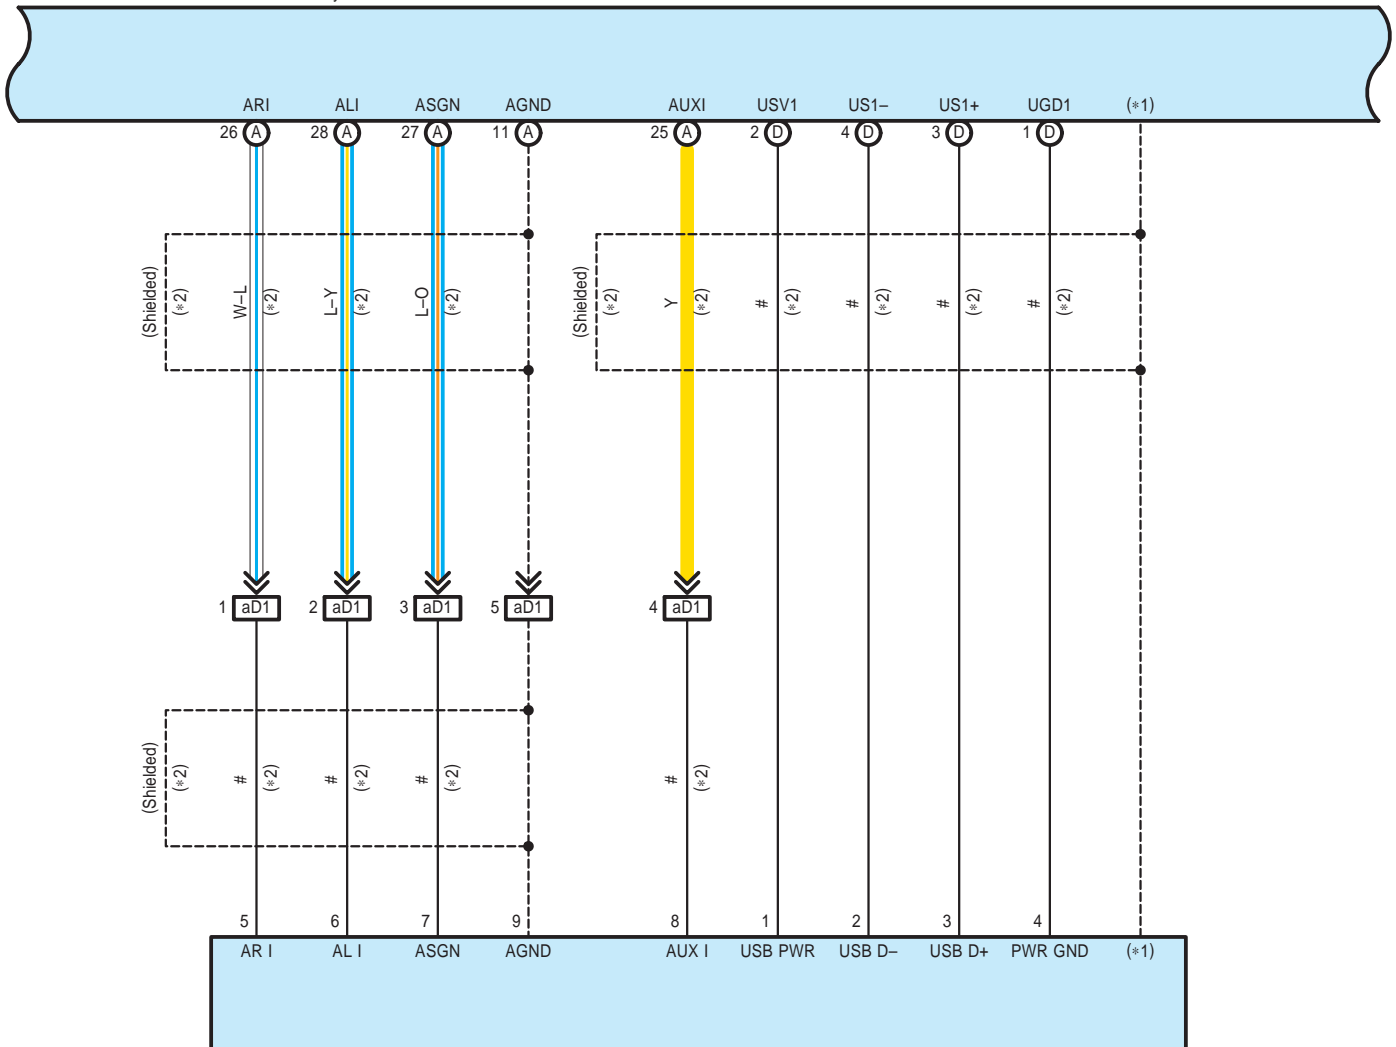 ARI ALI ASGN AGND AUXI USV1 US1– US1+ UGD1 (*1)
26 A 28 A 27 A 11 A 25 A 2 D 4 D 3 D 1 D
(Shielded) (*2) W–L (*2) L–Y (*2) L–O (*2) (Shielded) (*2) Y (*2) # (*2) # (*2) # (*2) # (*2)
1 aD1 2 aD1 3 aD1 5 aD1 4 aD1
(Shielded) (*2) # (*2) # (*2) # (*2) # (*2)
5 6 7 9 8 1 2 3 4
AR I AL I ASGN AGND AUX I USB PWR USB D– USB D+ PWR GND (*1)